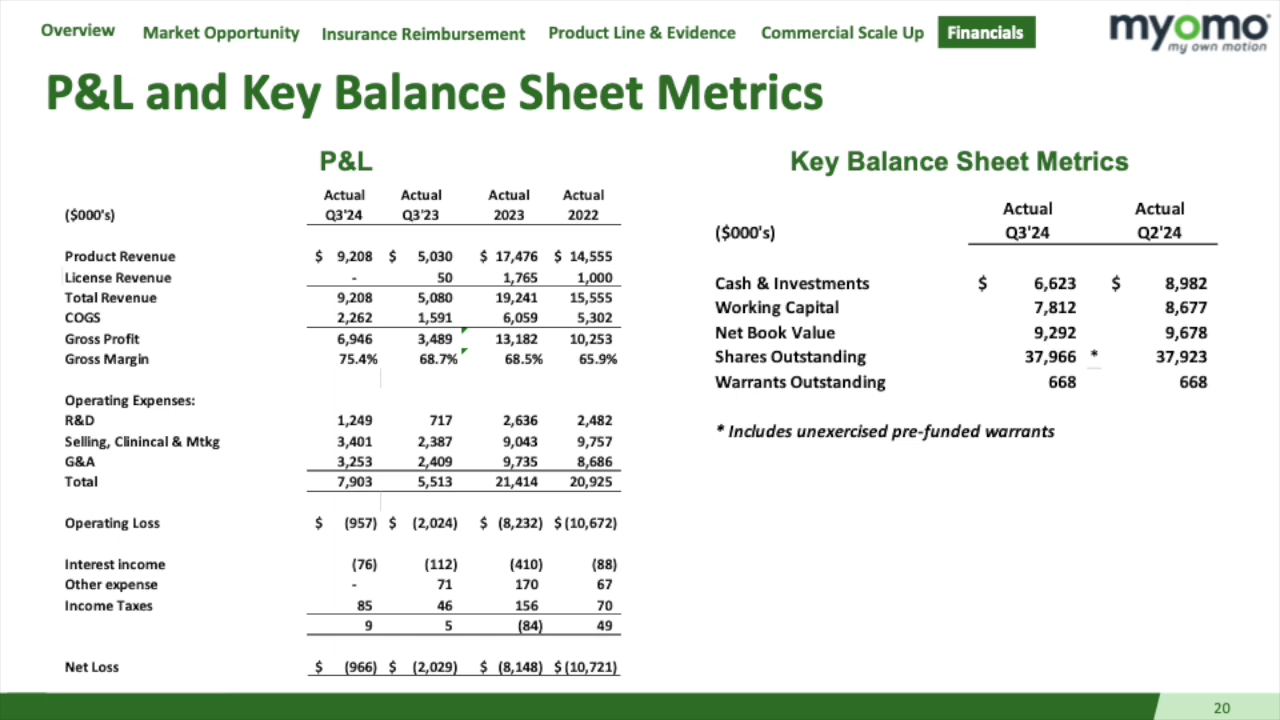 Overview Market Opportunity Insurance Reimbursement Product Line & Evidence Commercial Scale Up Financials
myomo
my own motion
P&L and Key Balance Sheet Metrics
P&L
Actual Actual Actual Actual
($000's) Q3'24 Q3'23 2023 2022
Product Revenue $ 9,208 $ 5,030 $ 17,476 $ 14,555
License Revenue - 50 1,765 1,000
Total Revenue 9,208 5,080 19,241 15,555
COGS 2,262 1,591 6,059 5,302
Gross Profit 6,946 3,489 13,182 10,253
Gross Margin 75.4% 68.7% 68.5% 65.9%
Operating Expenses:
R&D 1,249 717 2,636 2,482
Selling, Clinincal & Mtkg 3,401 2,387 9,043 9,757
G&A 3,253 2,409 9,735 8,686
Total 7,903 5,513 21,414 20,925
Operating Loss $ (957) $ (2,024) $ (8,232) $ (10,672)
Interest income (76) (112) (410) (88)
Other expense - 71 170 67
Income Taxes 85 46 156 70
9 5 (84) 49
Net Loss $ (966) $ (2,029) $ (8,148) $ (10,721)
Key Balance Sheet Metrics
Actual Actual
($000's) Q3'24 Q2'24
Cash & Investments $ 6,623 $ 8,982
Working Capital 7,812 8,677
Net Book Value 9,292 9,678
Shares Outstanding 37,966 * 37,923
Warrants Outstanding 668 668
* Includes unexercised pre-funded warrants
20